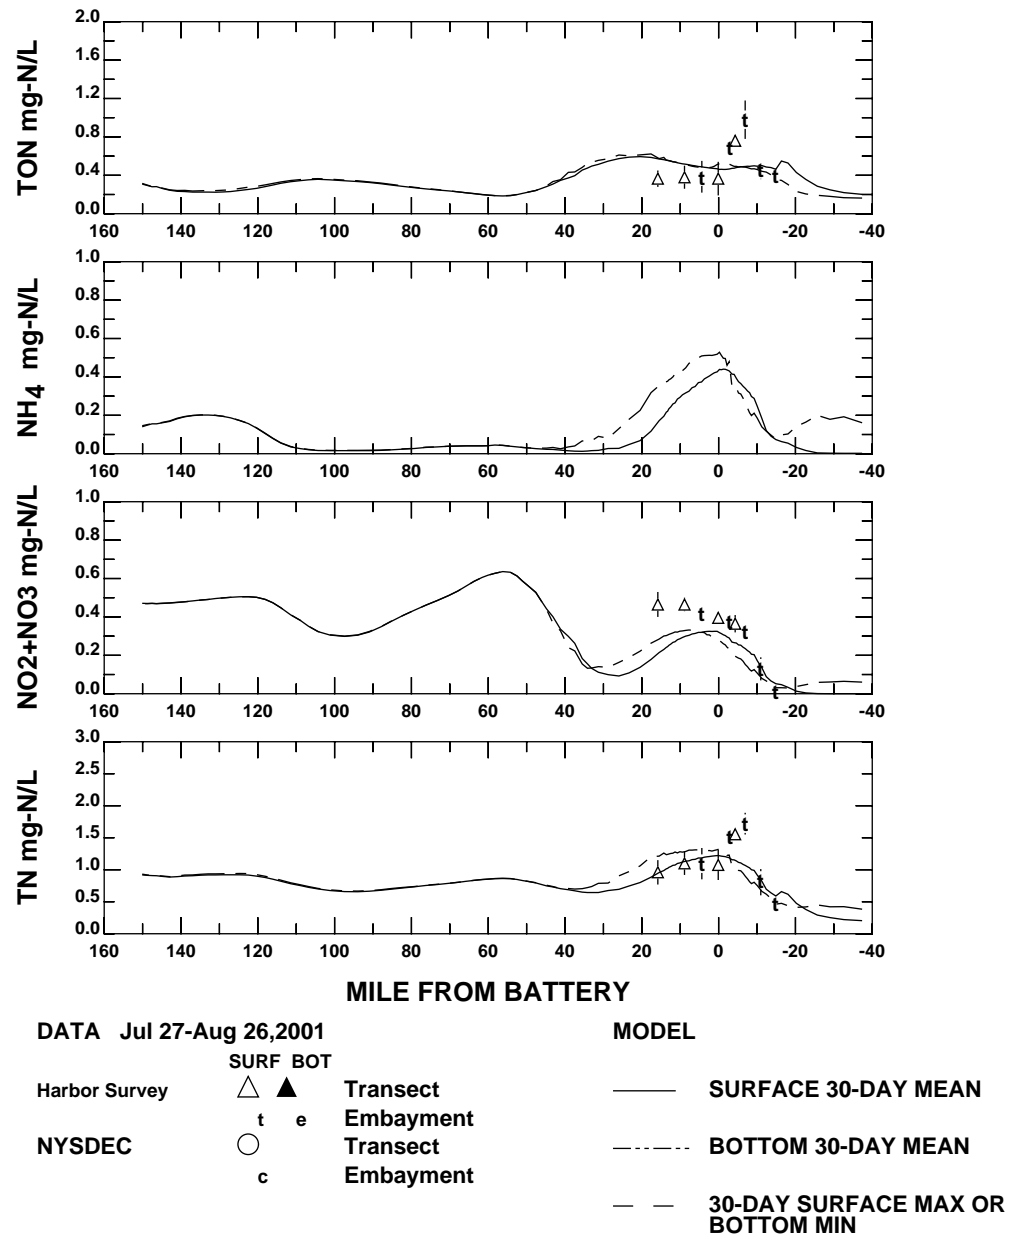 TON mg-N/L
2.0
1.6
1.2
0.8
0.4
0.0
160 140 120 100 80 60 40 20 0 -20 -40
NH4 mg-N/L
1.0
0.8
0.6
0.4
0.2
0.0
160 140 120 100 80 60 40 20 0 -20 -40
NO2+NO3 mg-N/L
1.0
0.8
0.6
0.4
0.2
0.0
160 140 120 100 80 60 40 20 0 -20 -40
TN mg-N/L
3.0
2.5
2.0
1.5
1.0
0.5
0.0
160 140 120 100 80 60 40 20 0 -20 -40
MILE FROM BATTERY
DATA Jul 27-Aug 26,2001
SURF BOT
Harbor Survey Transect
t e Embayment
NYSDEC Transect
c Embayment
MODEL
SURFACE 30-DAY MEAN
BOTTOM 30-DAY MEAN
30-DAY SURFACE MAX OR
BOTTOM MIN